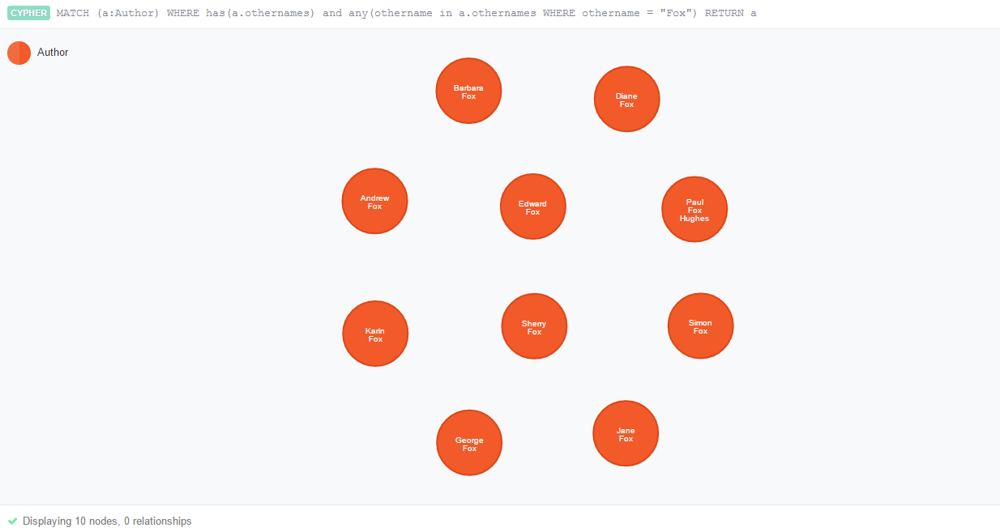 CYPHER MATCH (a:Author) WHERE has(a.othernames) and any(othername in a.othernames WHERE othername = "Fox") RETURN a
Author
Barbara
Fox
Diane
Fox
Andrew
Fox
Edward
Fox
Paul
Fox
Hughes
Karin
Fox
Sherry
Fox
Simon
Fox
George
Fox
Jane
Fox
Displaying 10 nodes, 0 relationships